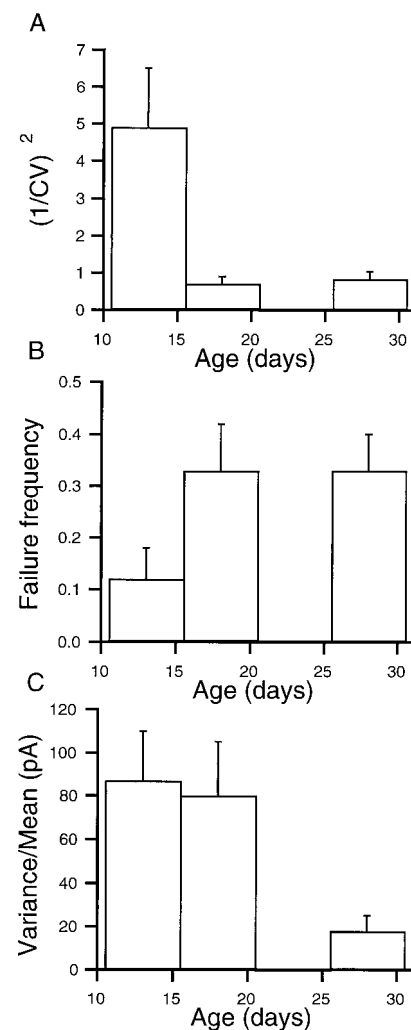 A
7
6
5
4
3
2
1
0
(1/CV) 2
10 15 20 25 30
Age (days)
B
0.5
0.4
0.3
0.2
0.1
0.0
Failure frequency
10 15 20 25 30
Age (days)
C
120
100
80
60
40
20
0
Variance/Mean (pA)
10 15 20 25 30
Age (days)